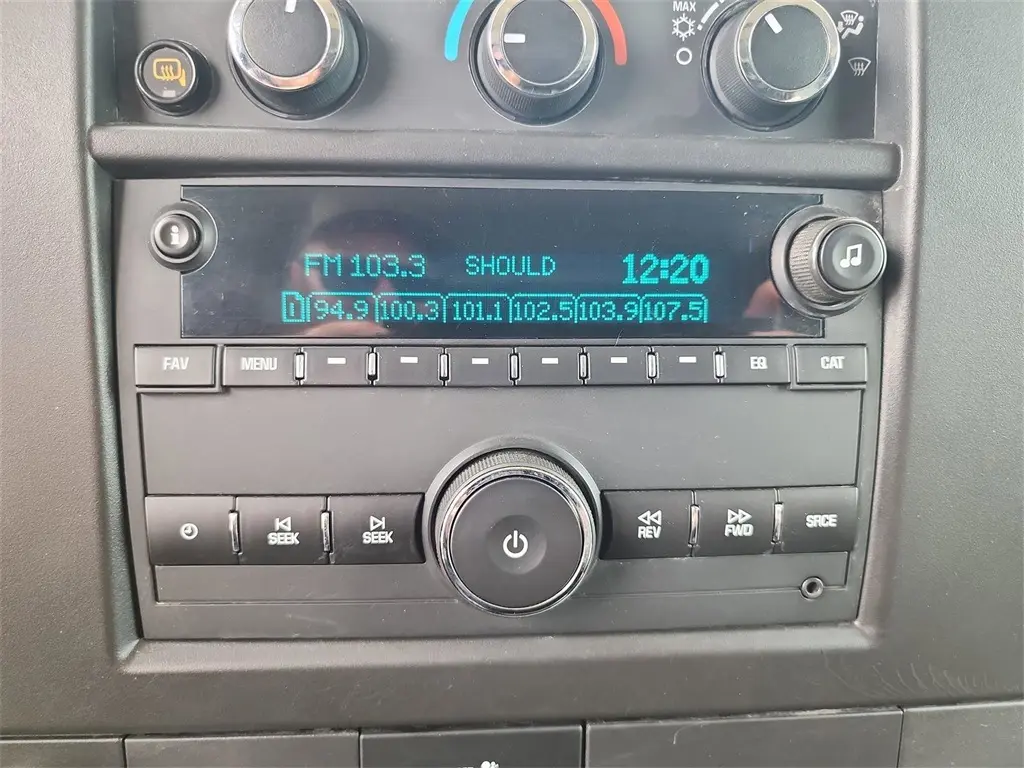 MAX
i
FM 103.3 SHOULD 12:20
1 94.9 100.3 101.1 102.5 103.9 107.5
FAV MENU EQ CAT
SEEK SEEK REV FWD SRCE